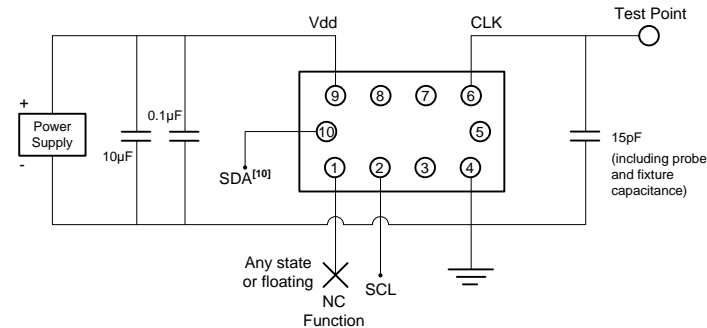 Test Point
Vdd
CLK
+
Power
Supply
-
10µF
0.1µF
9
8
7
6
10
5
1
2
3
4
SDA[10]
15pF
(including probe
and fixture
capacitance)
Any state
or floating
NC
Function
SCL